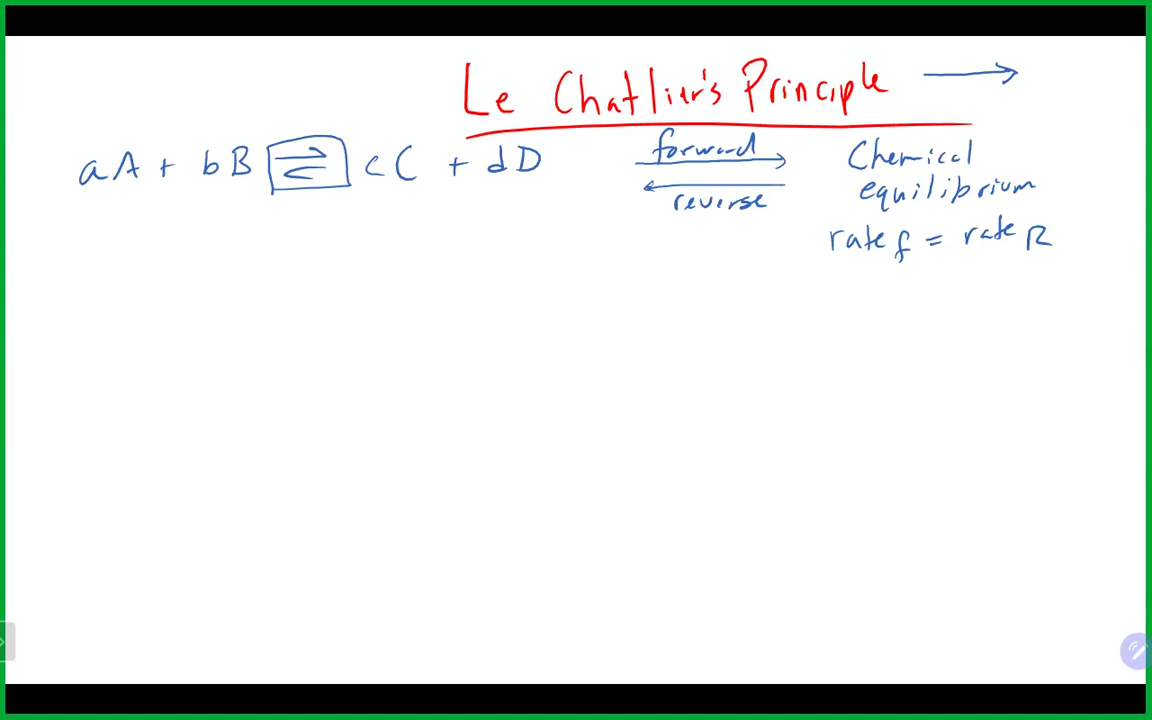 Le Chatlier's Principle →
aA + bB ⇌ cC + dD
forward
reverse
Chemical
equilibrium
rate f = rate R